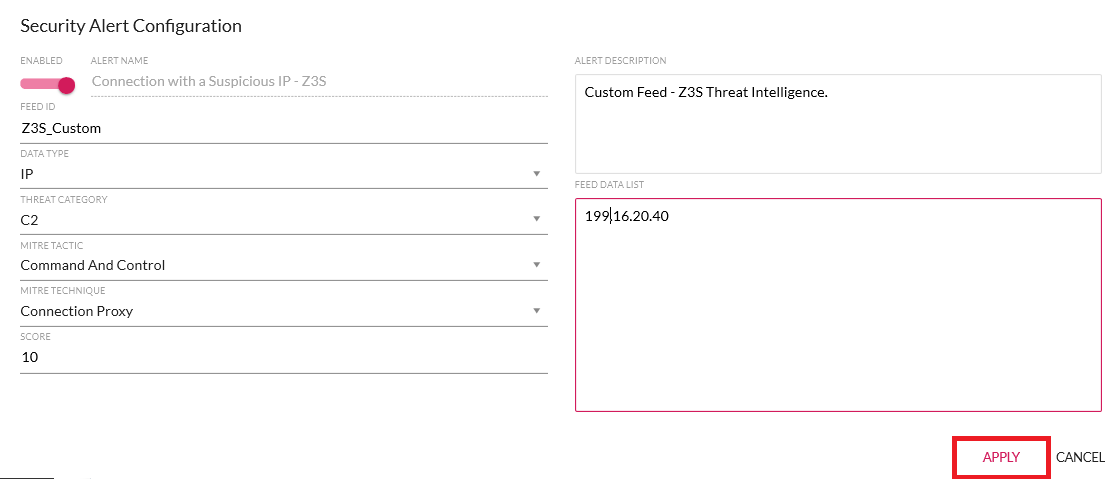 Security Alert Configuration
ENABLED
ALERT NAME
Connection with a Suspicious IP - Z3S
FEED ID
Z3S_Custom
DATA TYPE
IP
THREAT CATEGORY
C2
MITRE TACTIC
Command And Control
MITRE TECHNIQUE
Connection Proxy
SCORE
10
ALERT DESCRIPTION
Custom Feed - Z3S Threat Intelligence.
FEED DATA LIST
199.16.20.40
APPLY
CANCEL